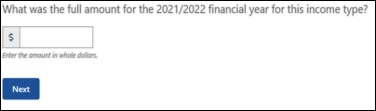 What was the full amount for the 2021/2022 financial year for this income type?
$
Enter the amount in whole dollars.
Next